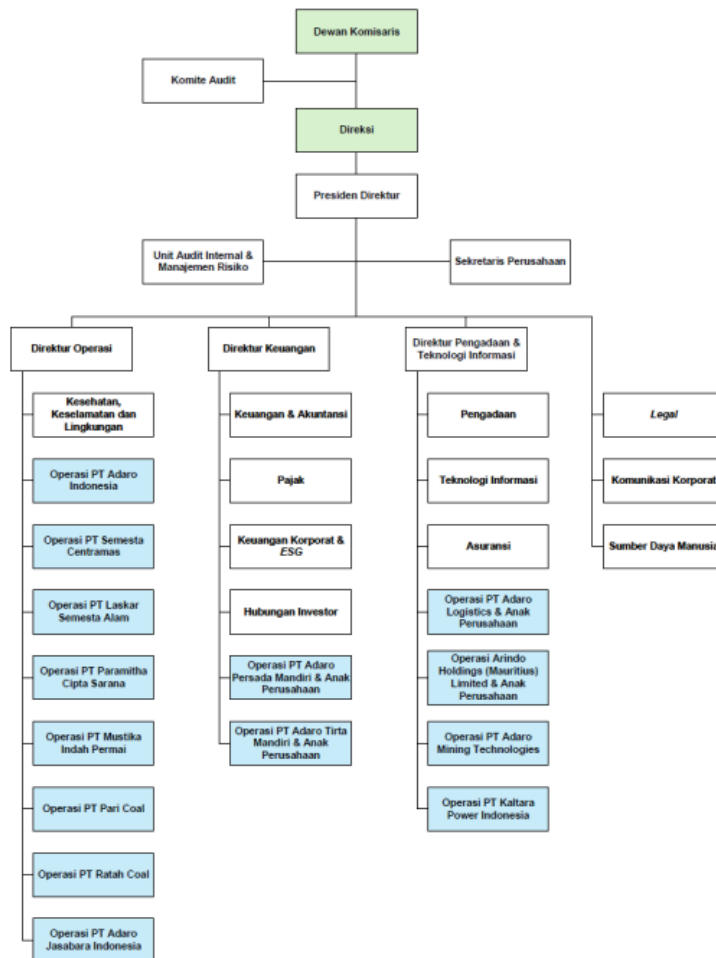 Dewan Komisaris
Komite Audit
Direksi
Presiden Direktur
Unit Audit Internal &
Manajemen Risiko
Sekretaris Perusahaan
Direktur Operasi
Direktur Keuangan
Direktur Pengadaan &
Teknologi Informasi
Kesehatan,
Keselamatan dan
Lingkungan
Operasi PT Adaro
Indonesia
Operasi PT Semesta
Centramas
Operasi PT Laskar
Semesta Alam
Operasi PT Paramitha
Cipta Sarana
Operasi PT Mustika
Indah Permai
Operasi PT Pari Coal
Operasi PT Ratah Coal
Operasi PT Adaro
Jasabara Indonesia
Keuangan & Akuntansi
Pajak
Keuangan Korporat &
ESG
Hubungan Investor
Operasi PT Adaro
Persada Mandiri & Anak
Perusahaan
Operasi PT Adaro Tirta
Mandiri & Anak
Perusahaan
Pengadaan
Teknologi Informasi
Asuransi
Operasi PT Adaro
Logistics & Anak
Perusahaan
Operasi Arindo
Holdings (Mauritius)
Limited & Anak
Perusahaan
Operasi PT Adaro
Mining Technologies
Operasi PT Kaltara
Power Indonesia
Legal
Komunikasi Korporat
Sumber Daya Manusia